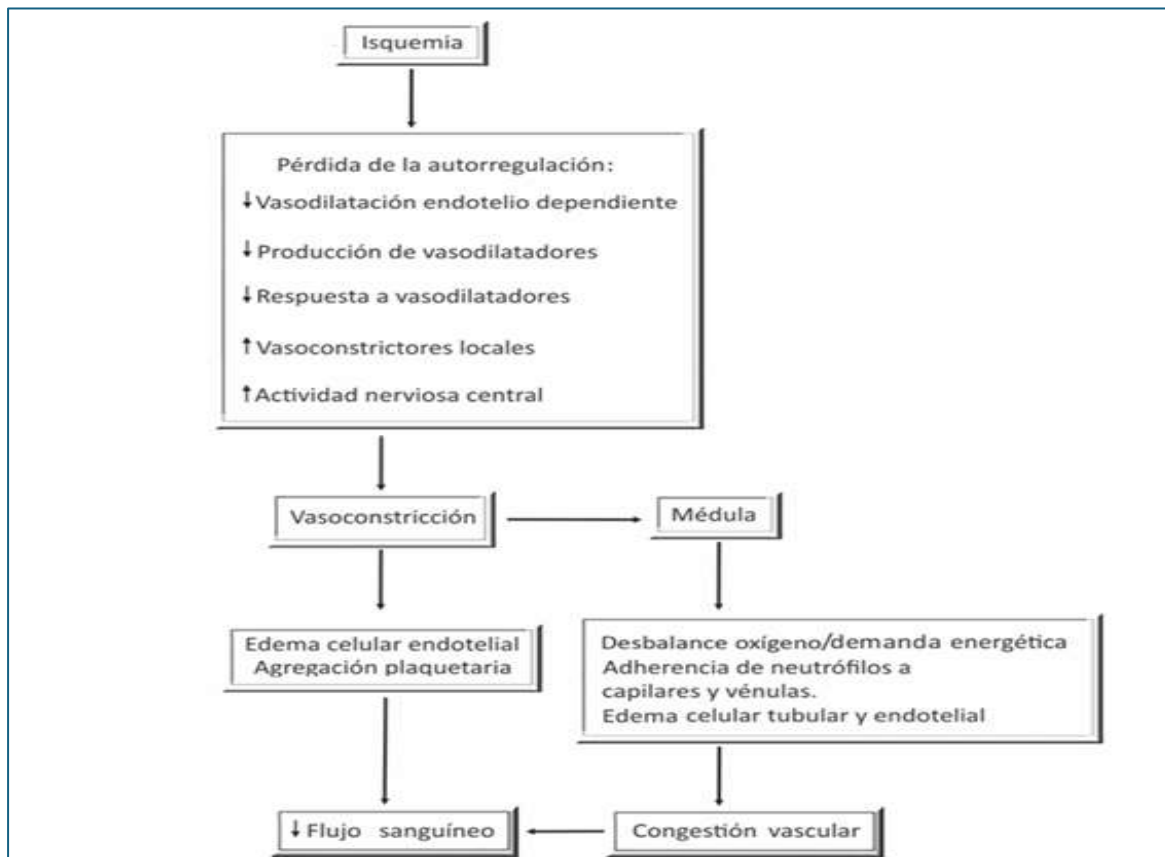 Isquemia
Pérdida de la autorregulación:
↓Vasodilatación endotelio dependiente
↓Producción de vasodilatadores
↓Respuesta a vasodilatadores
↑Vasoconstrictores locales
↑Actividad nerviosa central
Vasoconstricción
Médula
Edema celular endotelial
Agregación plaquetaria
Desbalance oxígeno/demanda energética
Adherencia de neutrófilos a
capilares y vénulas.
Edema celular tubular y endotelial
↓Flujo sanguíneo
Congestión vascular